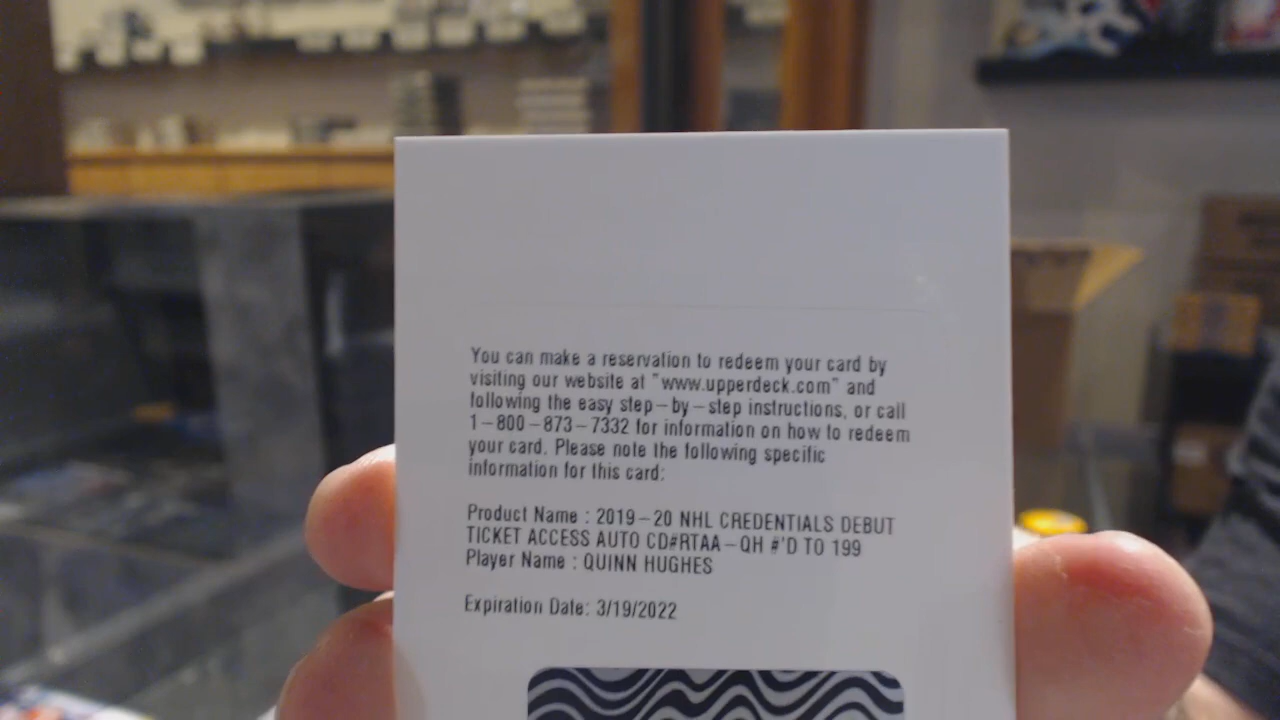 You can make a reservation to redeem your card by
visiting our website at "www.upperdeck.com" and
following the easy step-by-step instructions, or call
1-800-873-7332 for information on how to redeem
your card. Please note the following specific
information for this card:
Product Name : 2019-20 NHL CREDENTIALS DEBUT
TICKET ACCESS AUTO CD#RTAA-QH #'D TO 199
Player Name : QUINN HUGHES
Expiration Date: 3/19/2022